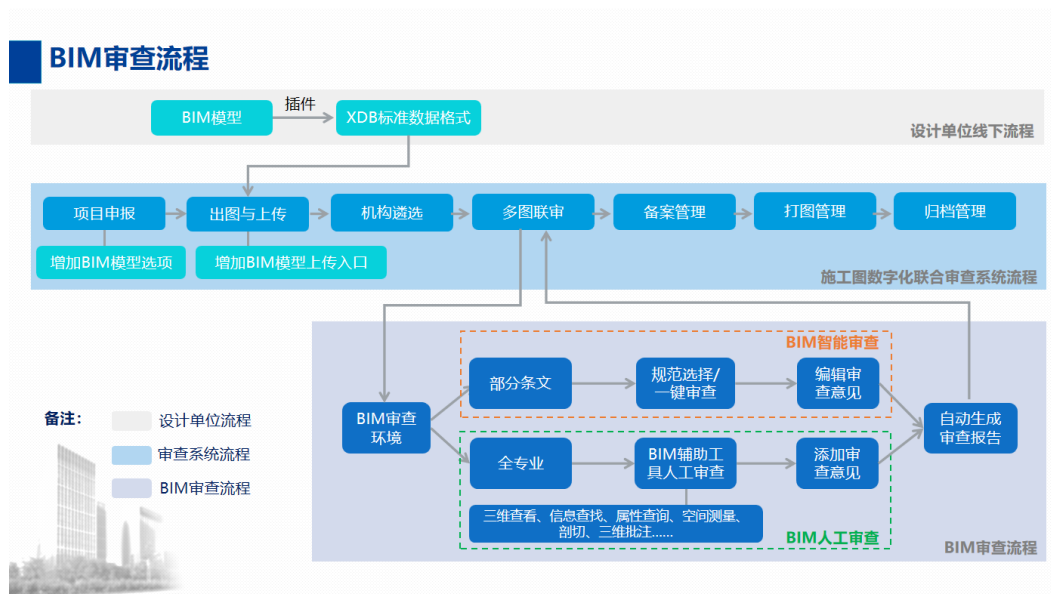 BIM审查流程
BIM模型
插件
XDB标准数据格式
设计单位线下流程
项目申报
出图与上传
机构遴选
多图联审
备案管理
打图管理
归档管理
增加BIM模型选项
增加BIM模型上传入口
施工图数字化联合审查系统流程
BIM智能审查
部分条文
规范选择/
一键审查
编辑审
查意见
BIM审查
环境
自动生成
审查报告
全专业
BIM辅助工
具人工审查
添加审
查意见
三维查看、信息查找、属性查询、空间测量、
剖切、三维批注......
BIM人工审查
BIM审查流程
备注：
设计单位流程
审查系统流程
BIM审查流程